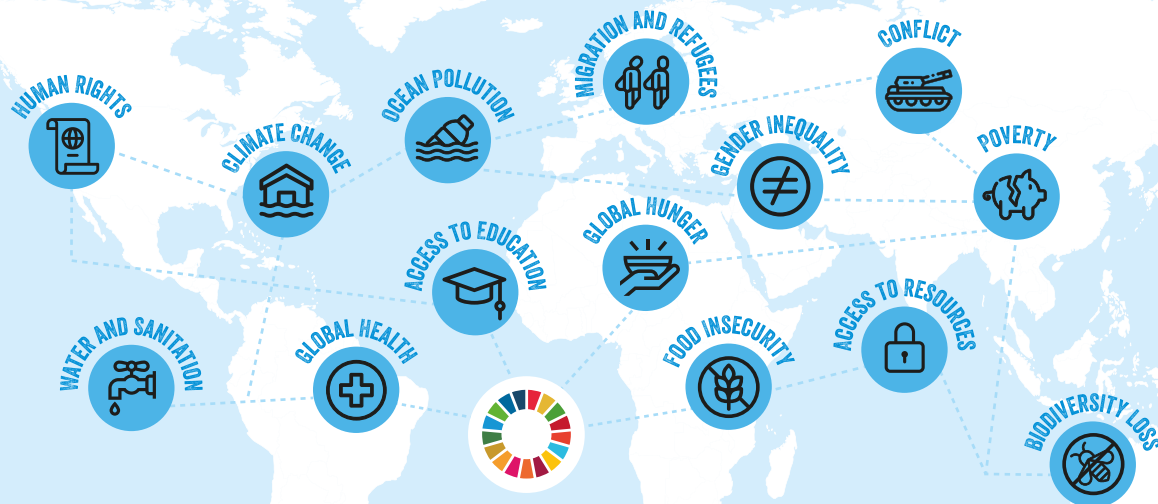 MIGRATION AND REFUGEES
CONFLICT
HUMAN RIGHTS
OCEAN POLLUTION
CLIMATE CHANGE
GENDER INEQUALITY
POVERTY
ACCESS TO EDUCATION
GLOBAL HUNGER
WATER AND SANITATION
GLOBAL HEALTH
FOOD INSECURITY
ACCESS TO RESOURCES
BIODIVERSITY LOSS